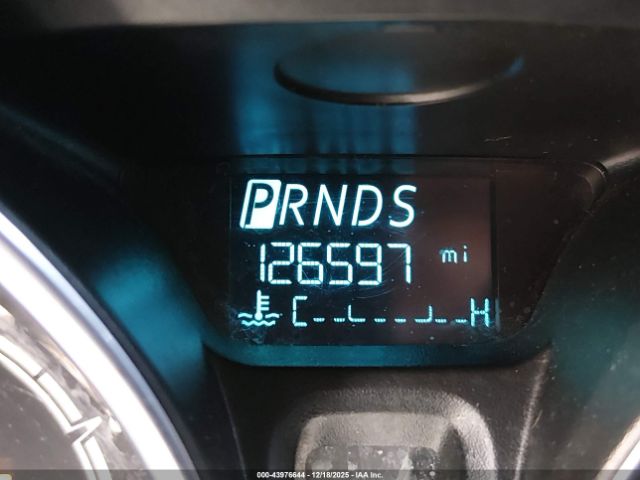 PRNDS
126597 mi
C H
000-43976644 - 12/18/2025 - IAA Inc.